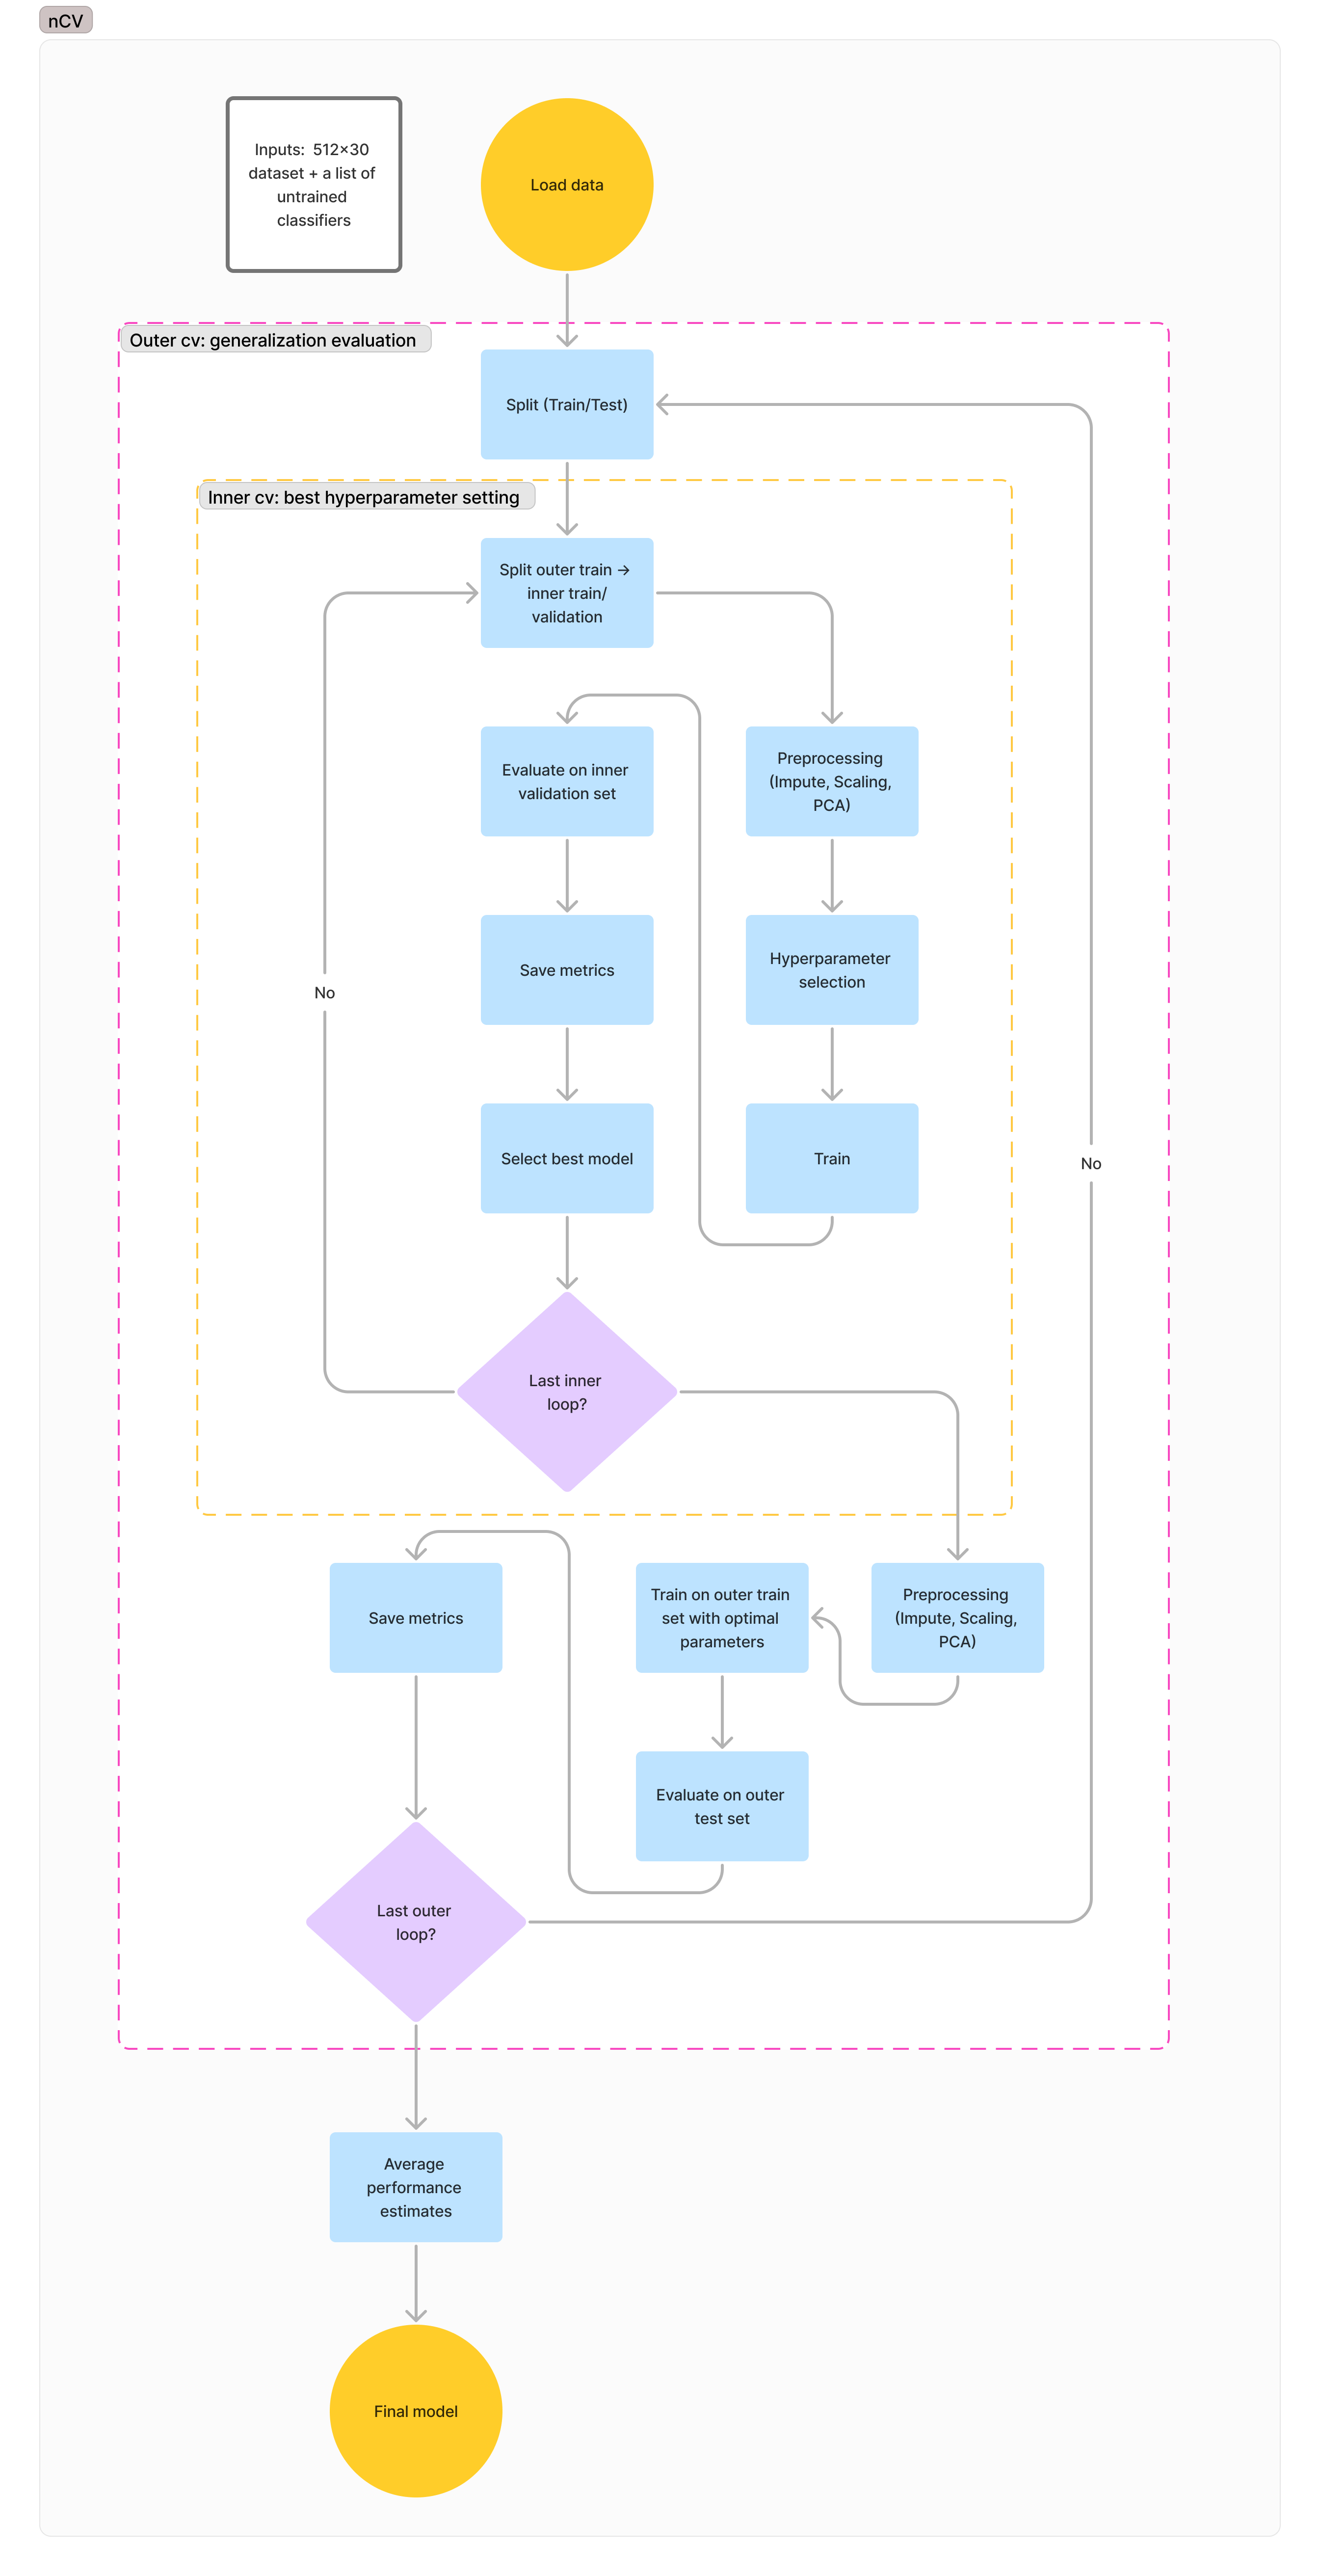 nCV
Inputs: 512×30
dataset + a list of
untrained
classifiers
Load data
Outer cv: generalization evaluation
Split (Train/Test)
Inner cv: best hyperparameter setting
Split outer train →
inner train/
validation
Evaluate on inner
validation set
Preprocessing
(Impute, Scaling,
PCA)
Save metrics
Hyperparameter
selection
No
Select best model
Train
No
Last inner
loop?
Save metrics
Train on outer train
set with optimal
parameters
Preprocessing
(Impute, Scaling,
PCA)
Evaluate on outer
test set
Last outer
loop?
Average
performance
estimates
Final model